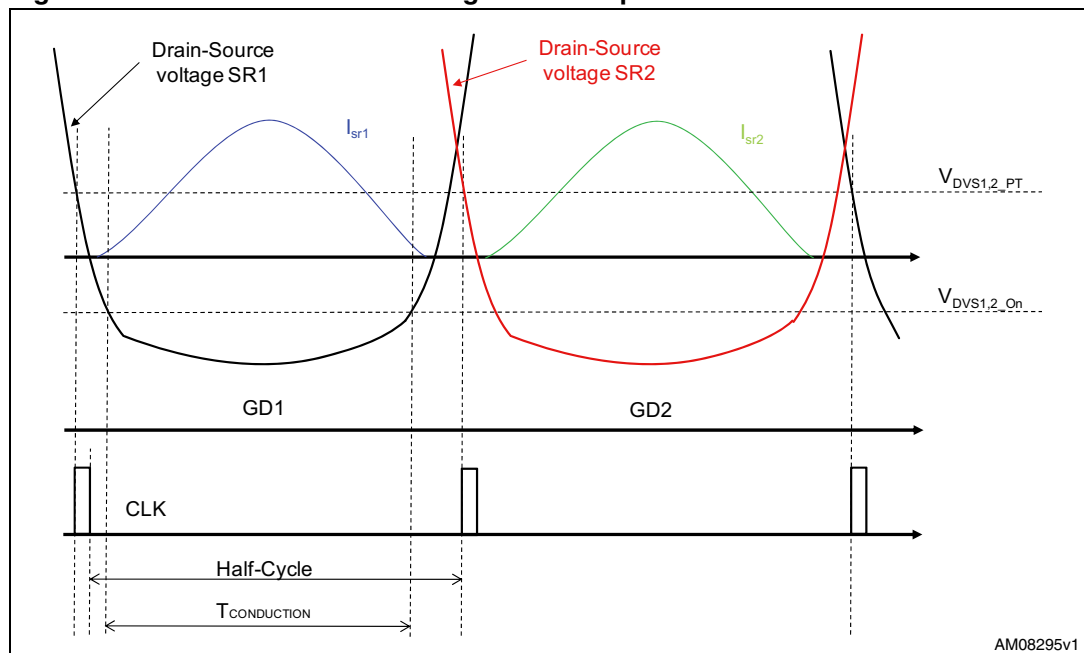 Drain-Source
voltage SR1
Drain-Source
voltage SR2
Isr1
Isr2
VDVS1,2_PT
VDVS1,2_On
GD1
GD2
CLK
Half-Cycle
TCONDUCTION
AM08295v1